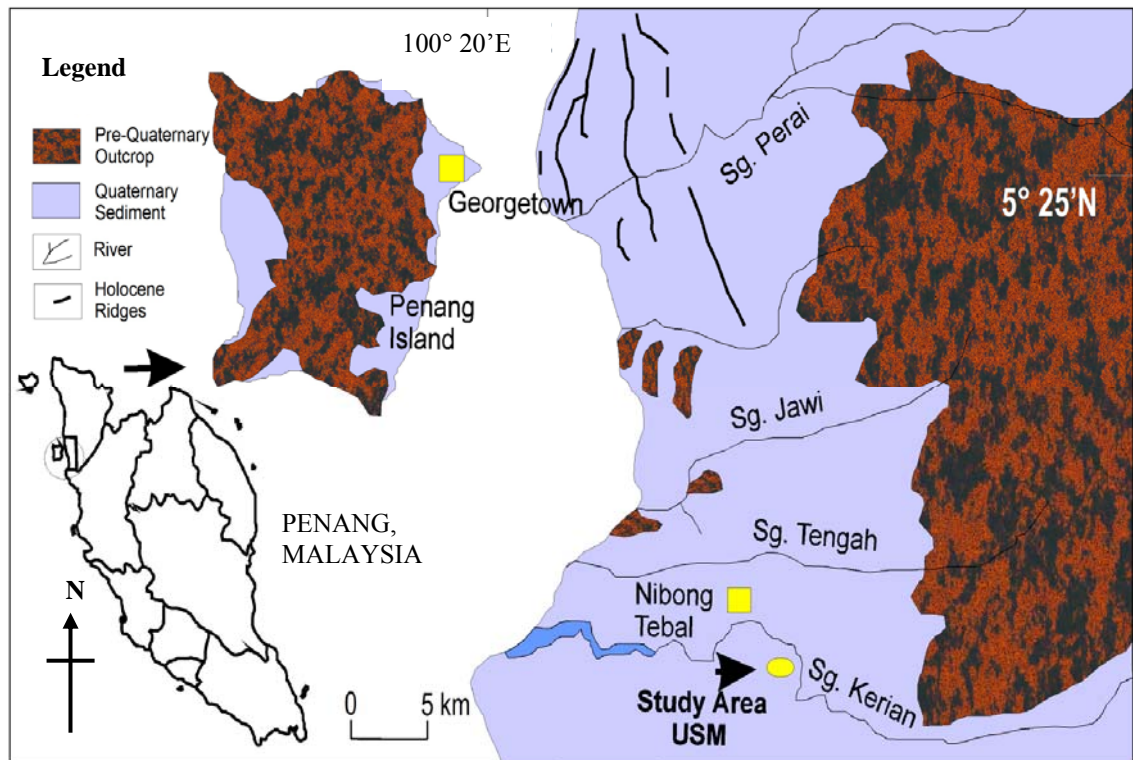 100° 20'E
Legend
Pre-Quaternary
Outcrop
Quaternary
Sediment
River
Holocene
Ridges
Georgetown
Penang
Island
Sg. Perai
5° 25'N
Sg. Jawi
PENANG,
MALAYSIA
Sg. Tengah
N
Nibong
Tebal
Study Area
USM
Sg. Kerian
0 5 km